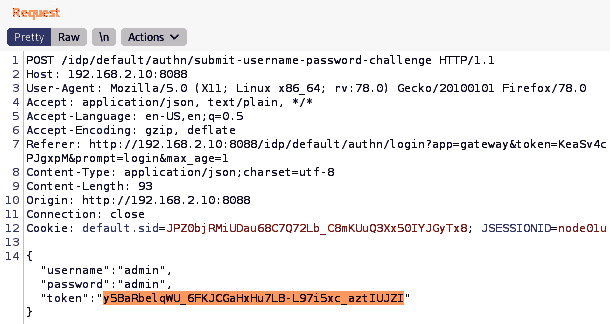 Request
Pretty Raw \n Actions
1 POST /idp/default/authn/submit-username-password-challenge HTTP/1.1
2 Host: 192.168.2.10:8088
3 User-Agent: Mozilla/5.0 (X11; Linux x86_64; rv:78.0) Gecko/20100101 Firefox/78.0
4 Accept: application/json, text/plain, */*
5 Accept-Language: en-US,en;q=0.5
6 Accept-Encoding: gzip, deflate
7 Referer: http://192.168.2.10:8088/idp/default/authn/login?app=gateway&token=KeaSv4c
PJgxpM&prompt=login&max_age=1
8 Content-Type: application/json;charset=utf-8
9 Content-Length: 93
10 Origin: http://192.168.2.10:8088
11 Connection: close
12 Cookie: default.sid=JPZ0bjRMiUDau68C7Q72Lb_C8mKUuQ3Xx50IYJGyTx8; JSESSIONID=node01u
13
14 {
"username":"admin",
"password":"admin",
"token":"y5BaRbelqWU_6FKJCGaHxHu7LB-L97i5xc_aztIUJZI"
}